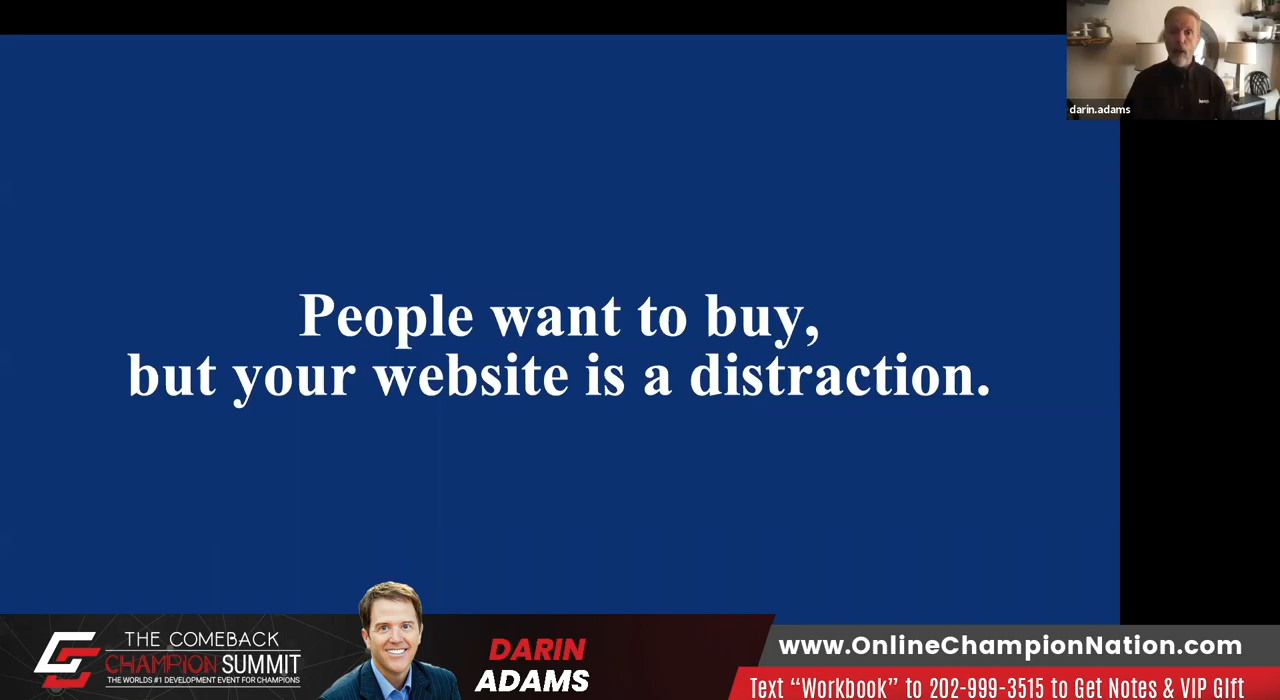 darin.adams
People want to buy,
but your website is a distraction.
THE COMEBACK
CHAMPION SUMMIT
THE WORLDS #1 DEVELOPMENT EVENT FOR CHAMPIONS
DARIN
ADAMS
www.OnlineChampionNation.com
Text “Workbook” to 202-999-3515 to Get Notes & VIP GIft